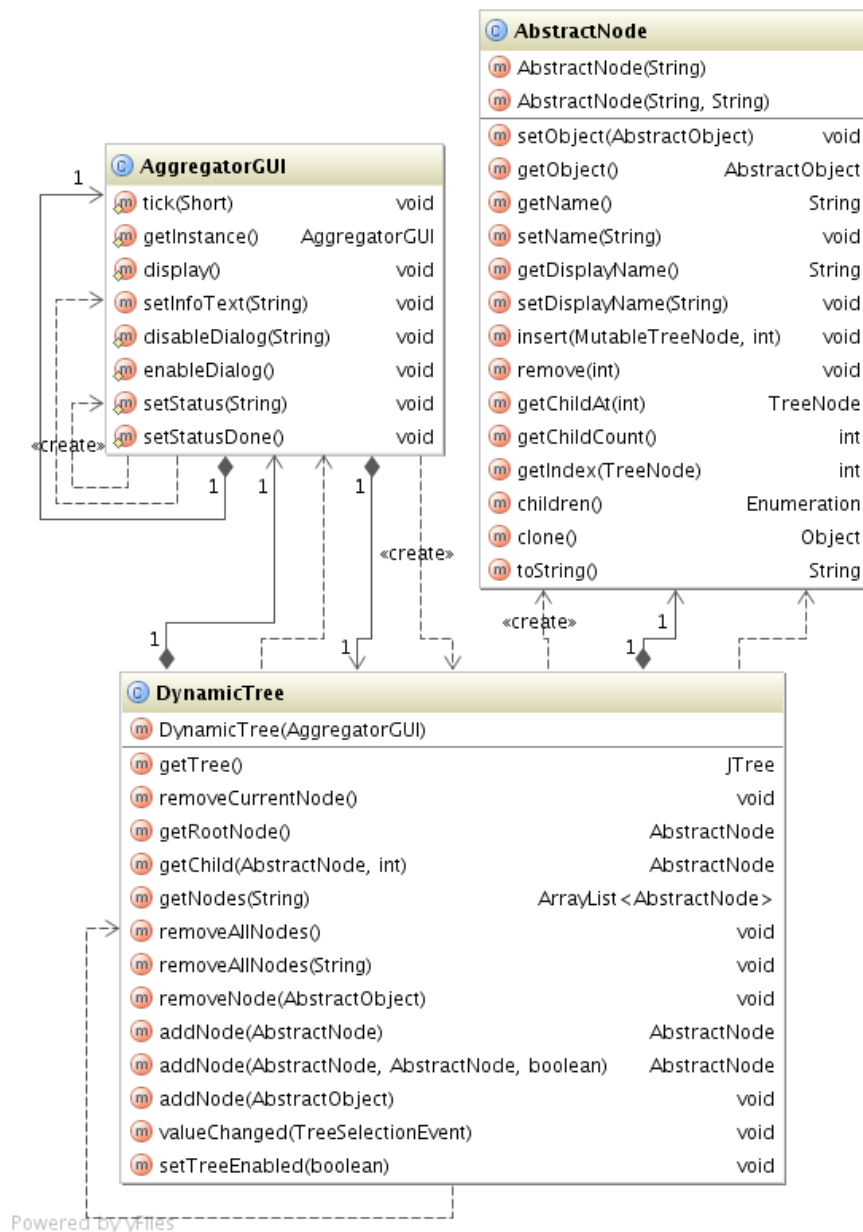 AbstractNode
AbstractNode(String)
AbstractNode(String, String)
setObject(AbstractObject) void
getObject() AbstractObject
getName() String
setName(String) void
getDisplayName() String
setDisplayName(String) void
insert(MutableTreeNode, int) void
remove(int) void
getChildAt(int) TreeNode
getChildCount() int
getIndex(TreeNode) int
children() Enumeration
clone() Object
toString() String
AggregatorGUI
tick(Short) void
getInstance() AggregatorGUI
display() void
setInfoText(String) void
disableDialog(String) void
enableDialog() void
setStatus(String) void
setStatusDone() void
1
«create»
1
1
1
«create»
1
1
«create»
1
1
DynamicTree
DynamicTree(AggregatorGUI)
getTree() JTree
removeCurrentNode() void
getRootNode() AbstractNode
getChild(AbstractNode, int) AbstractNode
getNodes(String) ArrayList<AbstractNode>
removeAllNodes() void
removeAllNodes(String) void
removeNode(AbstractObject) void
addNode(AbstractNode) AbstractNode
addNode(AbstractNode, AbstractNode, boolean) AbstractNode
addNode(AbstractObject) void
valueChanged(TreeSelectionEvent) void
setTreeEnabled(boolean) void
Powered by yFiles